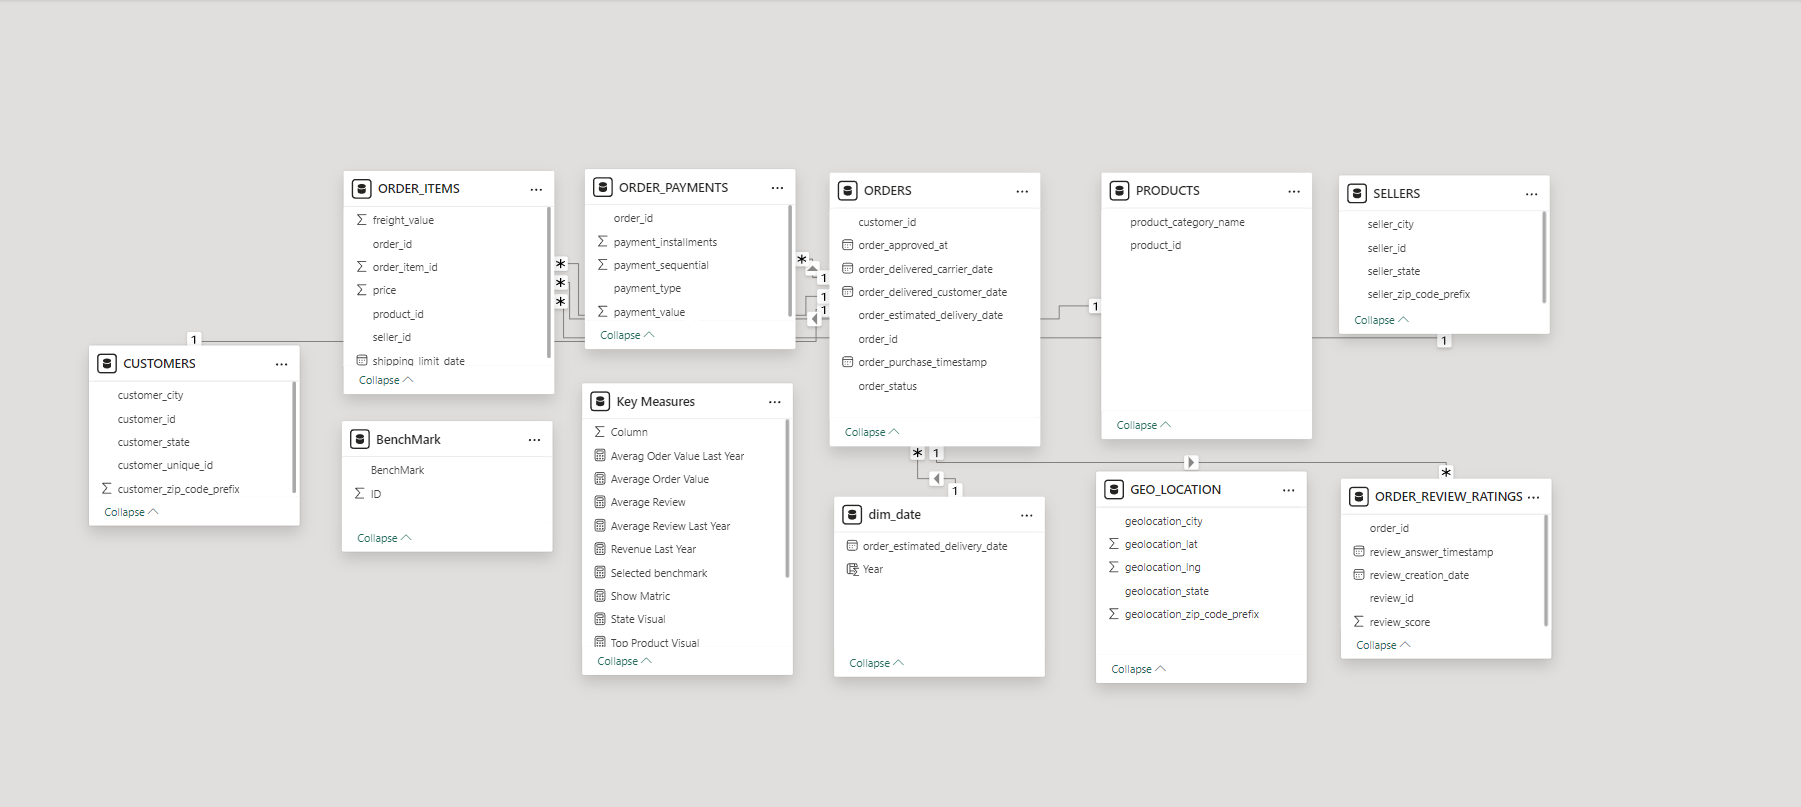 ORDER_ITEMS
freight_value
order_id
order_item_id
price
product_id
seller_id
shipping_limit_date
Collapse
ORDER_PAYMENTS
order_id
payment_installments
payment_sequential
payment_type
payment_value
Collapse
ORDERS
customer_id
order_approved_at
order_delivered_carrier_date
order_delivered_customer_date
order_estimated_delivery_date
order_id
order_purchase_timestamp
order_status
Collapse
PRODUCTS
product_category_name
product_id
Collapse
SELLERS
seller_city
seller_id
seller_state
seller_zip_code_prefix
Collapse
*
*
*
*
1
1
1
1
1
1
CUSTOMERS
customer_city
customer_id
customer_state
customer_unique_id
customer_zip_code_prefix
Collapse
BenchMark
BenchMark
ID
Collapse
Key Measures
Column
Averag Oder Value Last Year
Average Order Value
Average Review
Average Review Last Year
Revenue Last Year
Selected benchmark
Show Matric
State Visual
Top Product Visual
Collapse
* 1
1
*
dim_date
order_estimated_delivery_date
Year
Collapse
GEO_LOCATION
geolocation_city
geolocation_lat
geolocation_lng
geolocation_state
geolocation_zip_code_prefix
Collapse
ORDER_REVIEW_RATINGS
order_id
review_answer_timestamp
review_creation_date
review_id
review_score
Collapse